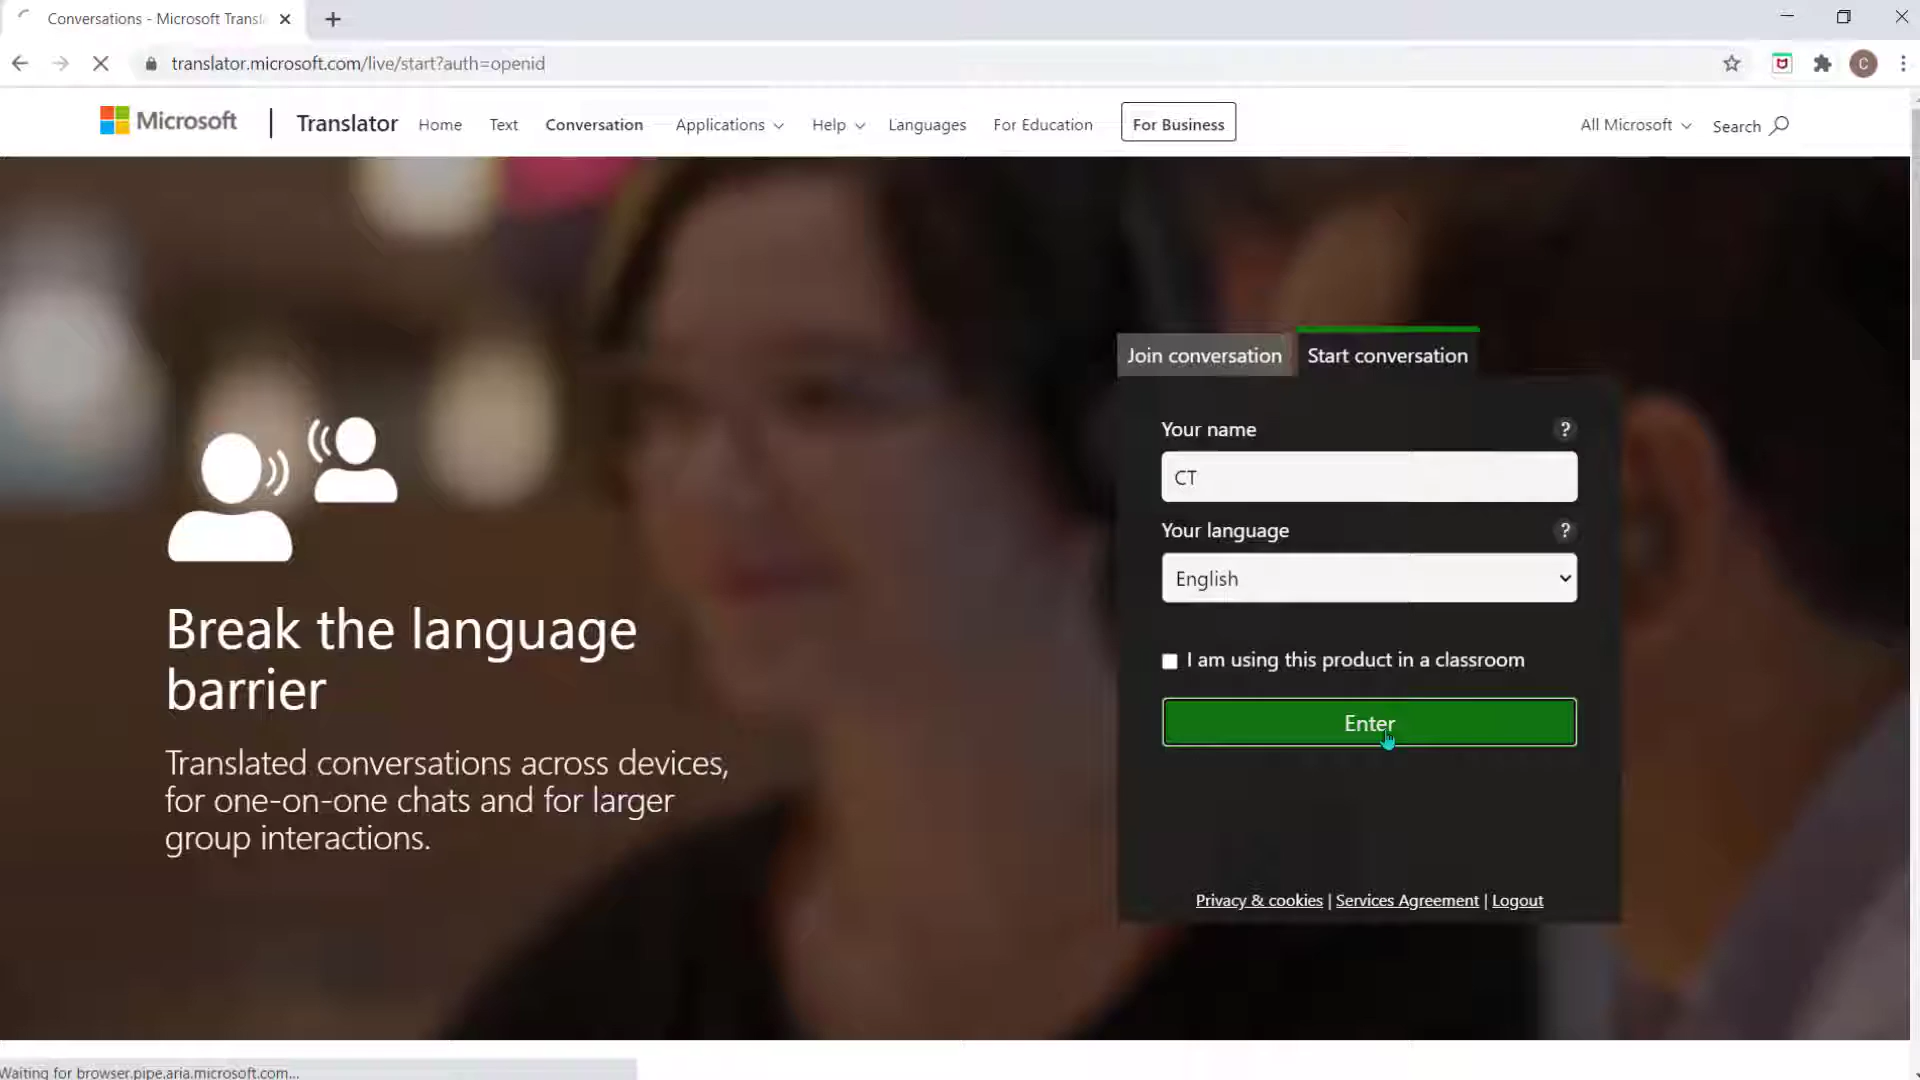 Conversations - Microsoft Transla
translator.microsoft.com/live/start?auth=openid
C
Microsoft
Translator
Home
Text
Conversation
Applications
Help
Languages
For Education
For Business
All Microsoft
Search
Join conversation
Start conversation
Your name
?
CT
Your language
?
English
I am using this product in a classroom
Enter
Privacy & cookies | Services Agreement | Logout
Break the language
barrier
Translated conversations across devices,
for one-on-one chats and for larger
group interactions.
Waiting for browser.pipe.aria.microsoft.com...